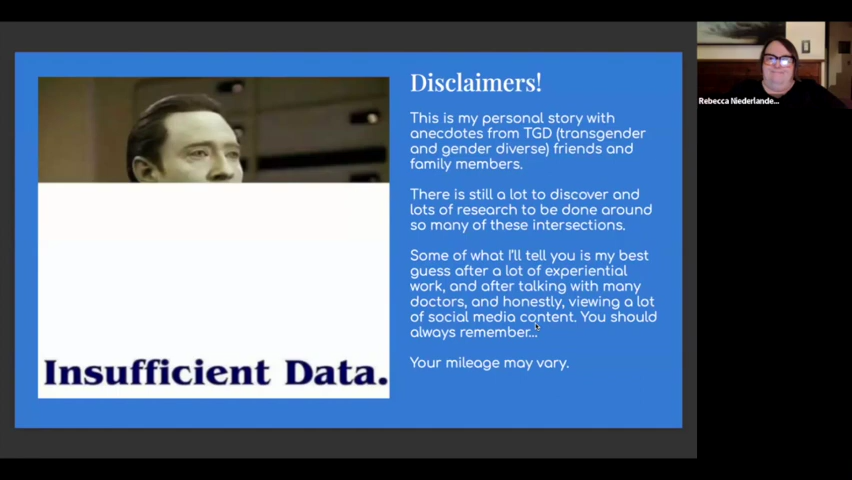 Disclaimers!
This is my personal story with
anecdotes from TGD (transgender
and gender diverse) friends and
family members.
There is still a lot to discover and
lots of research to be done around
so many of these intersections.
Some of what I'll tell you is my best
guess after a lot of experiential
work, and after talking with many
doctors, and honestly, viewing a lot
of social media content. You should
always remember...
Your mileage may vary.
Insufficient Data.
Rebecca Niederlande...